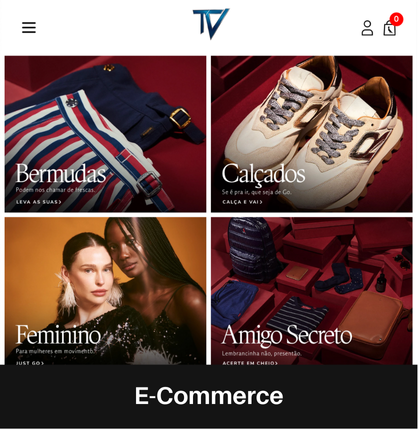 TV
0
Bermudas
Podem nos chamar de frescas.
LEVA AS SUAS
Calçados
Se é pra ir, que seja de Go.
CALÇA E VAI
Feminino
Para mulheres em movimento.
JUST GO
Amigo Secreto
Lembrancinha não, presentão.
ACERTE EM CHEIO
E-Commerce